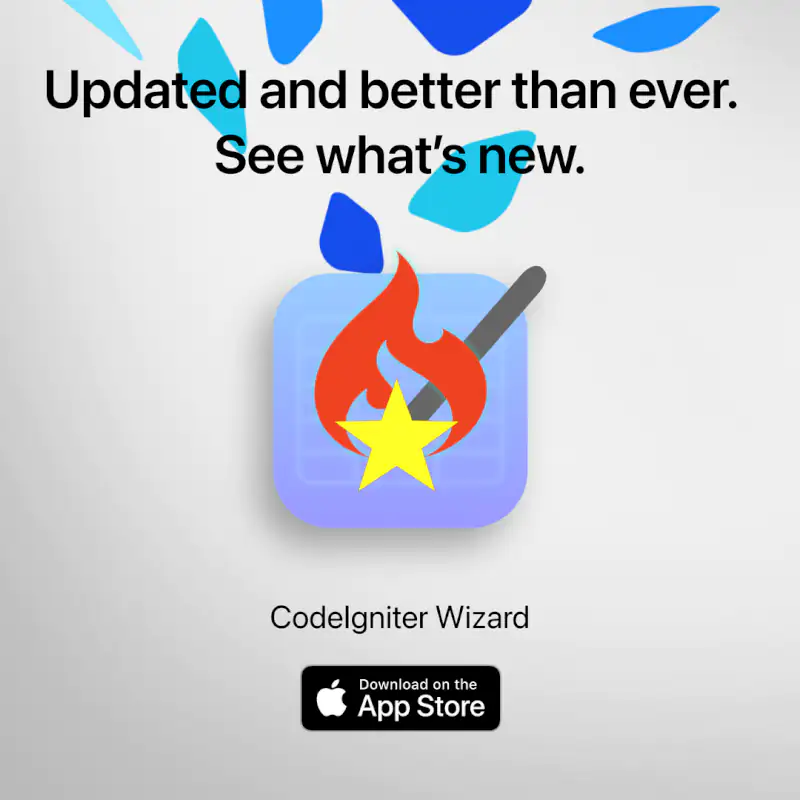 Updated and better than ever.
See what's new.
CodeIgniter Wizard
Download on the
App Store